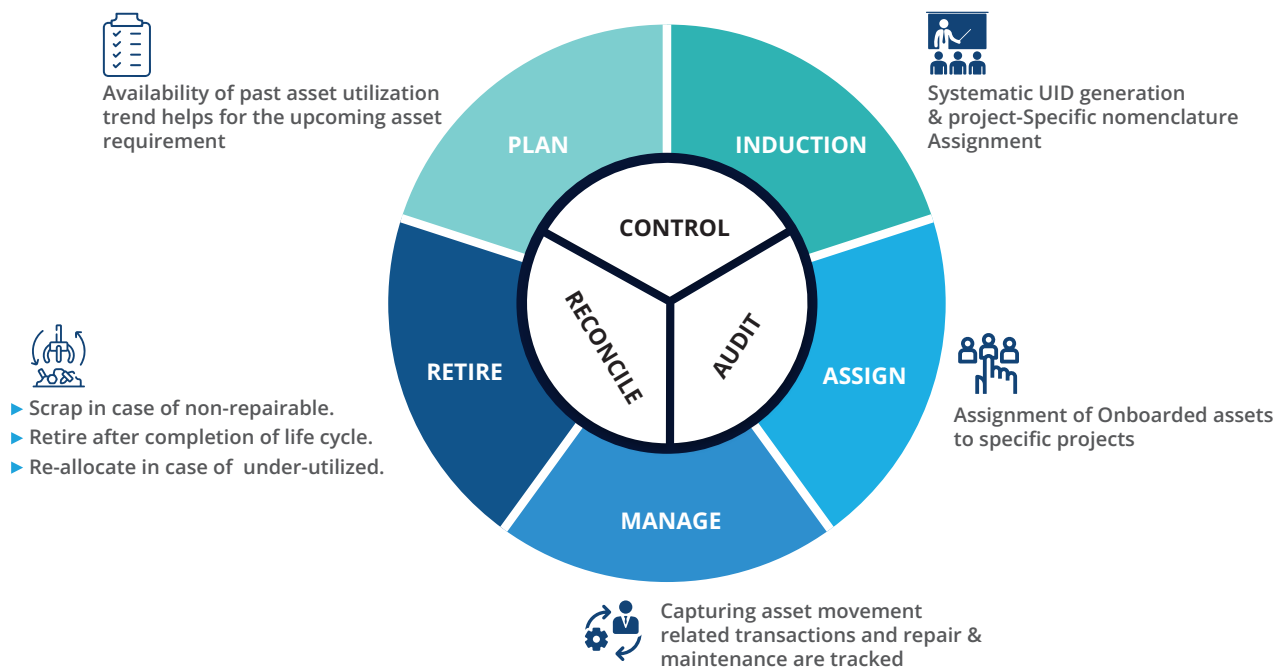 Availability of past asset utilization
trend helps for the upcoming asset
requirement
Systematic UID generation
& project-Specific nomenclature
Assignment
PLAN
INDUCTION
CONTROL
RECONCILE
AUDIT
RETIRE
ASSIGN
MANAGE
▶ Scrap in case of non-repairable.
▶ Retire after completion of life cycle.
▶ Re-allocate in case of under-utilized.
Assignment of Onboarded assets
to specific projects
Capturing asset movement
related transactions and repair &
maintenance are tracked